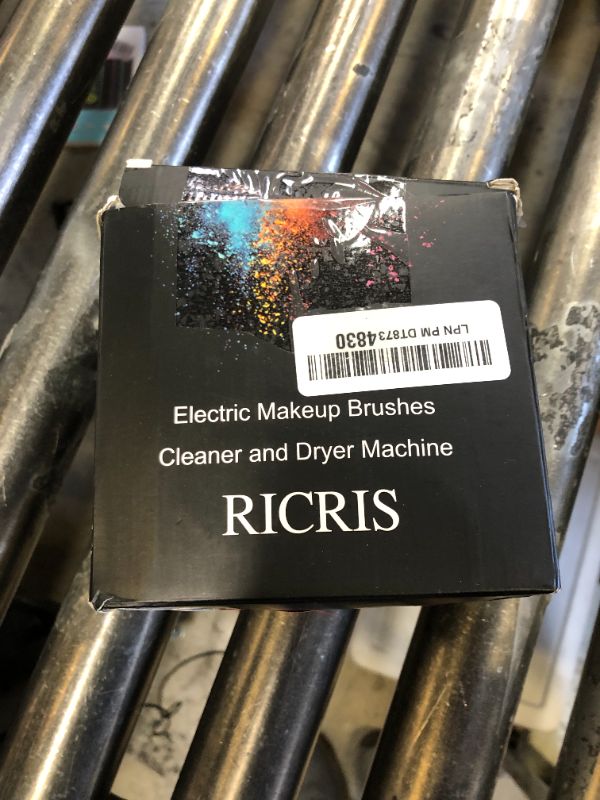 LPN PM DT8734830
Electric Makeup Brushes
Cleaner and Dryer Machine
RICRIS